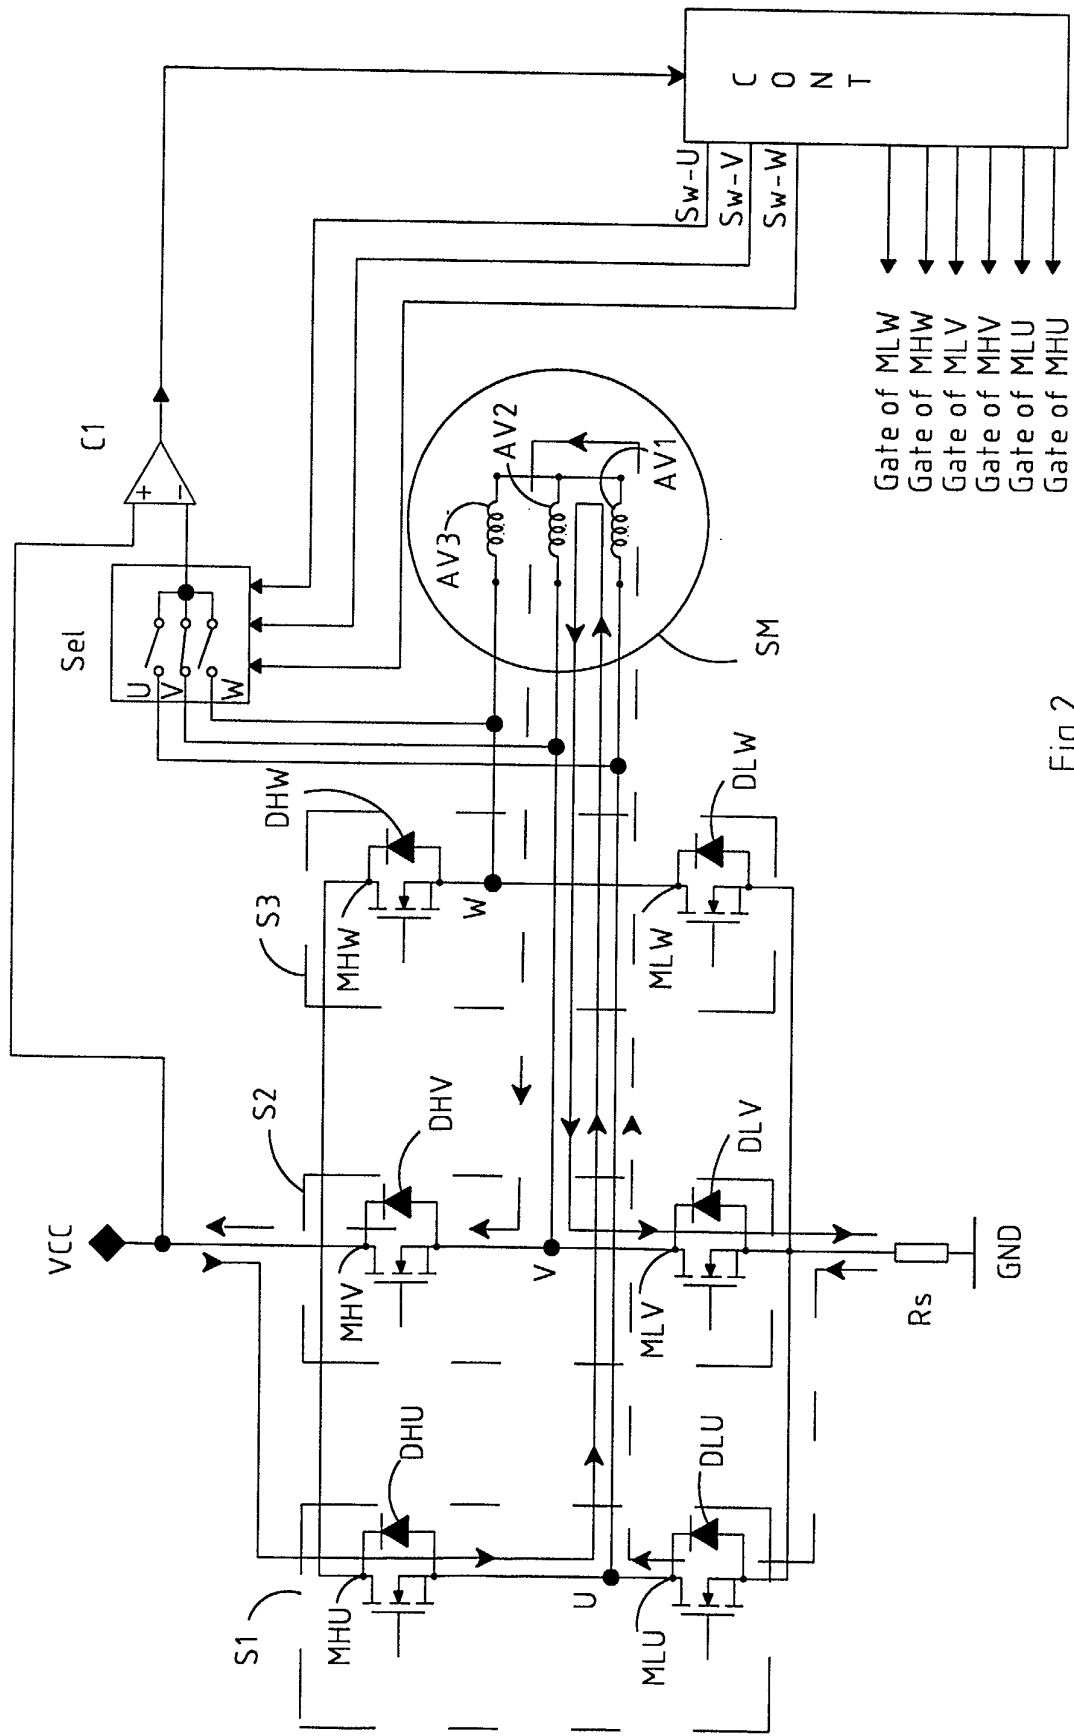 VCC
C1
+
−
Sel
U
V
W
CONT
Sw-U
Sw-V
Sw-W
S1
S2
S3
MHU
DHU
MHV
DHV
MHW
DHW
AV3
AV2
AV1
SM
U
V
W
MLU
DLU
MLV
DLV
MLW
DLW
Rs
GND
Gate of MLW
Gate of MHW
Gate of MLV
Gate of MHV
Gate of MLU
Gate of MHU
Fig.2